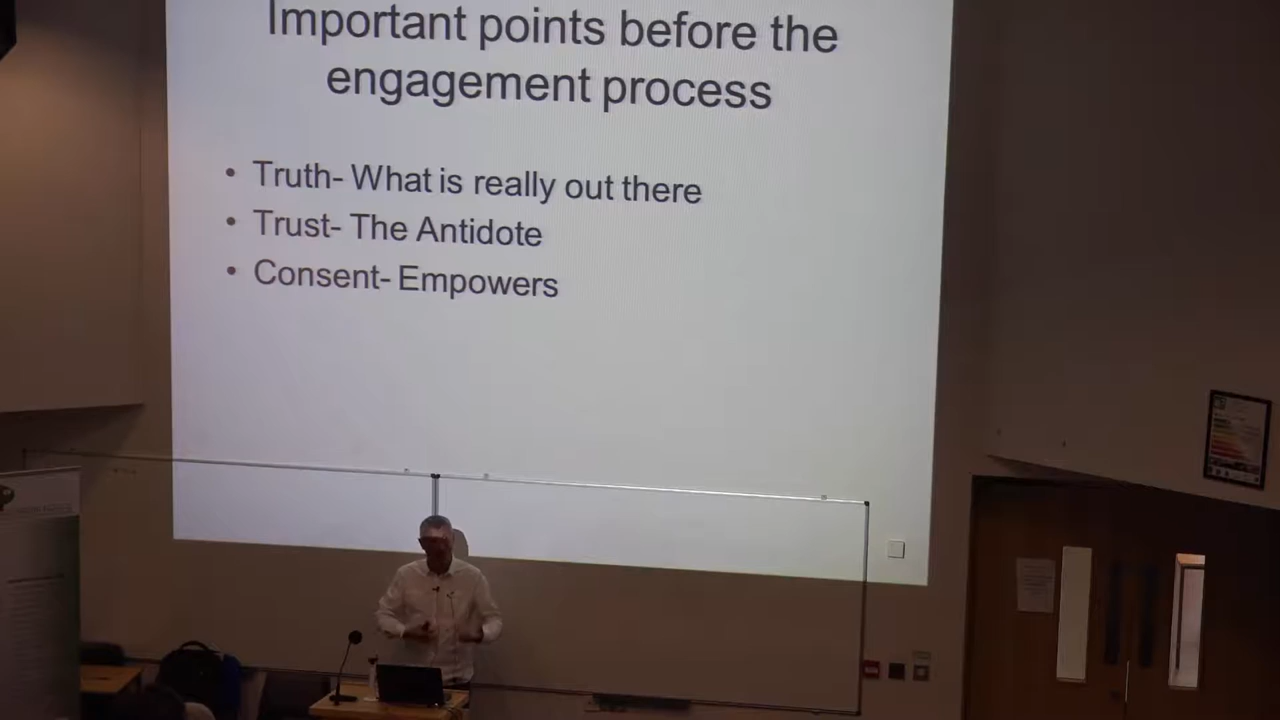 Important points before the
engagement process
• Truth- What is really out there
• Trust- The Antidote
• Consent- Empowers